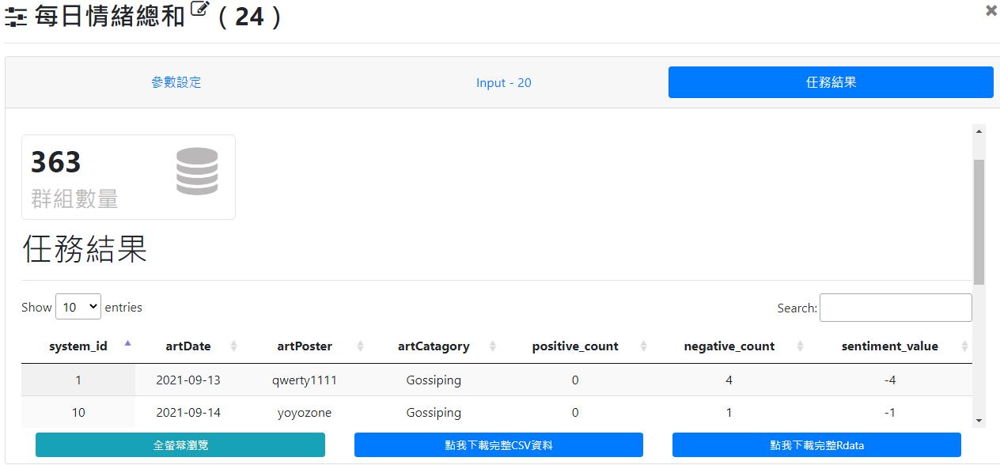 每日情緒總和 ( 24 )
參數設定 Input - 20 任務結果
363
群組數量
任務結果
Show 10 entries Search:
system_id artDate artPoster artCatagory positive_count negative_count sentiment_value
1 2021-09-13 qwerty1111 Gossiping 0 4 -4
10 2021-09-14 yoyozone Gossiping 0 1 -1
全螢幕瀏覽 點我下載完整CSV資料 點我下載完整Rdata